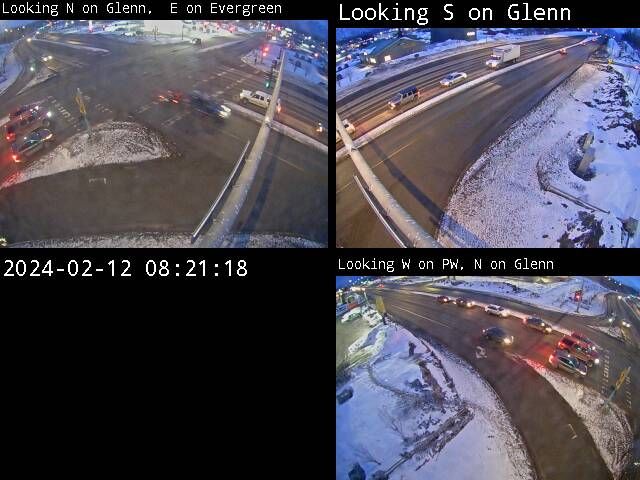 Looking N on Glenn,  E on Evergreen
Looking S on Glenn
2024-02-12 08:21:18
Looking W on PW, N on Glenn